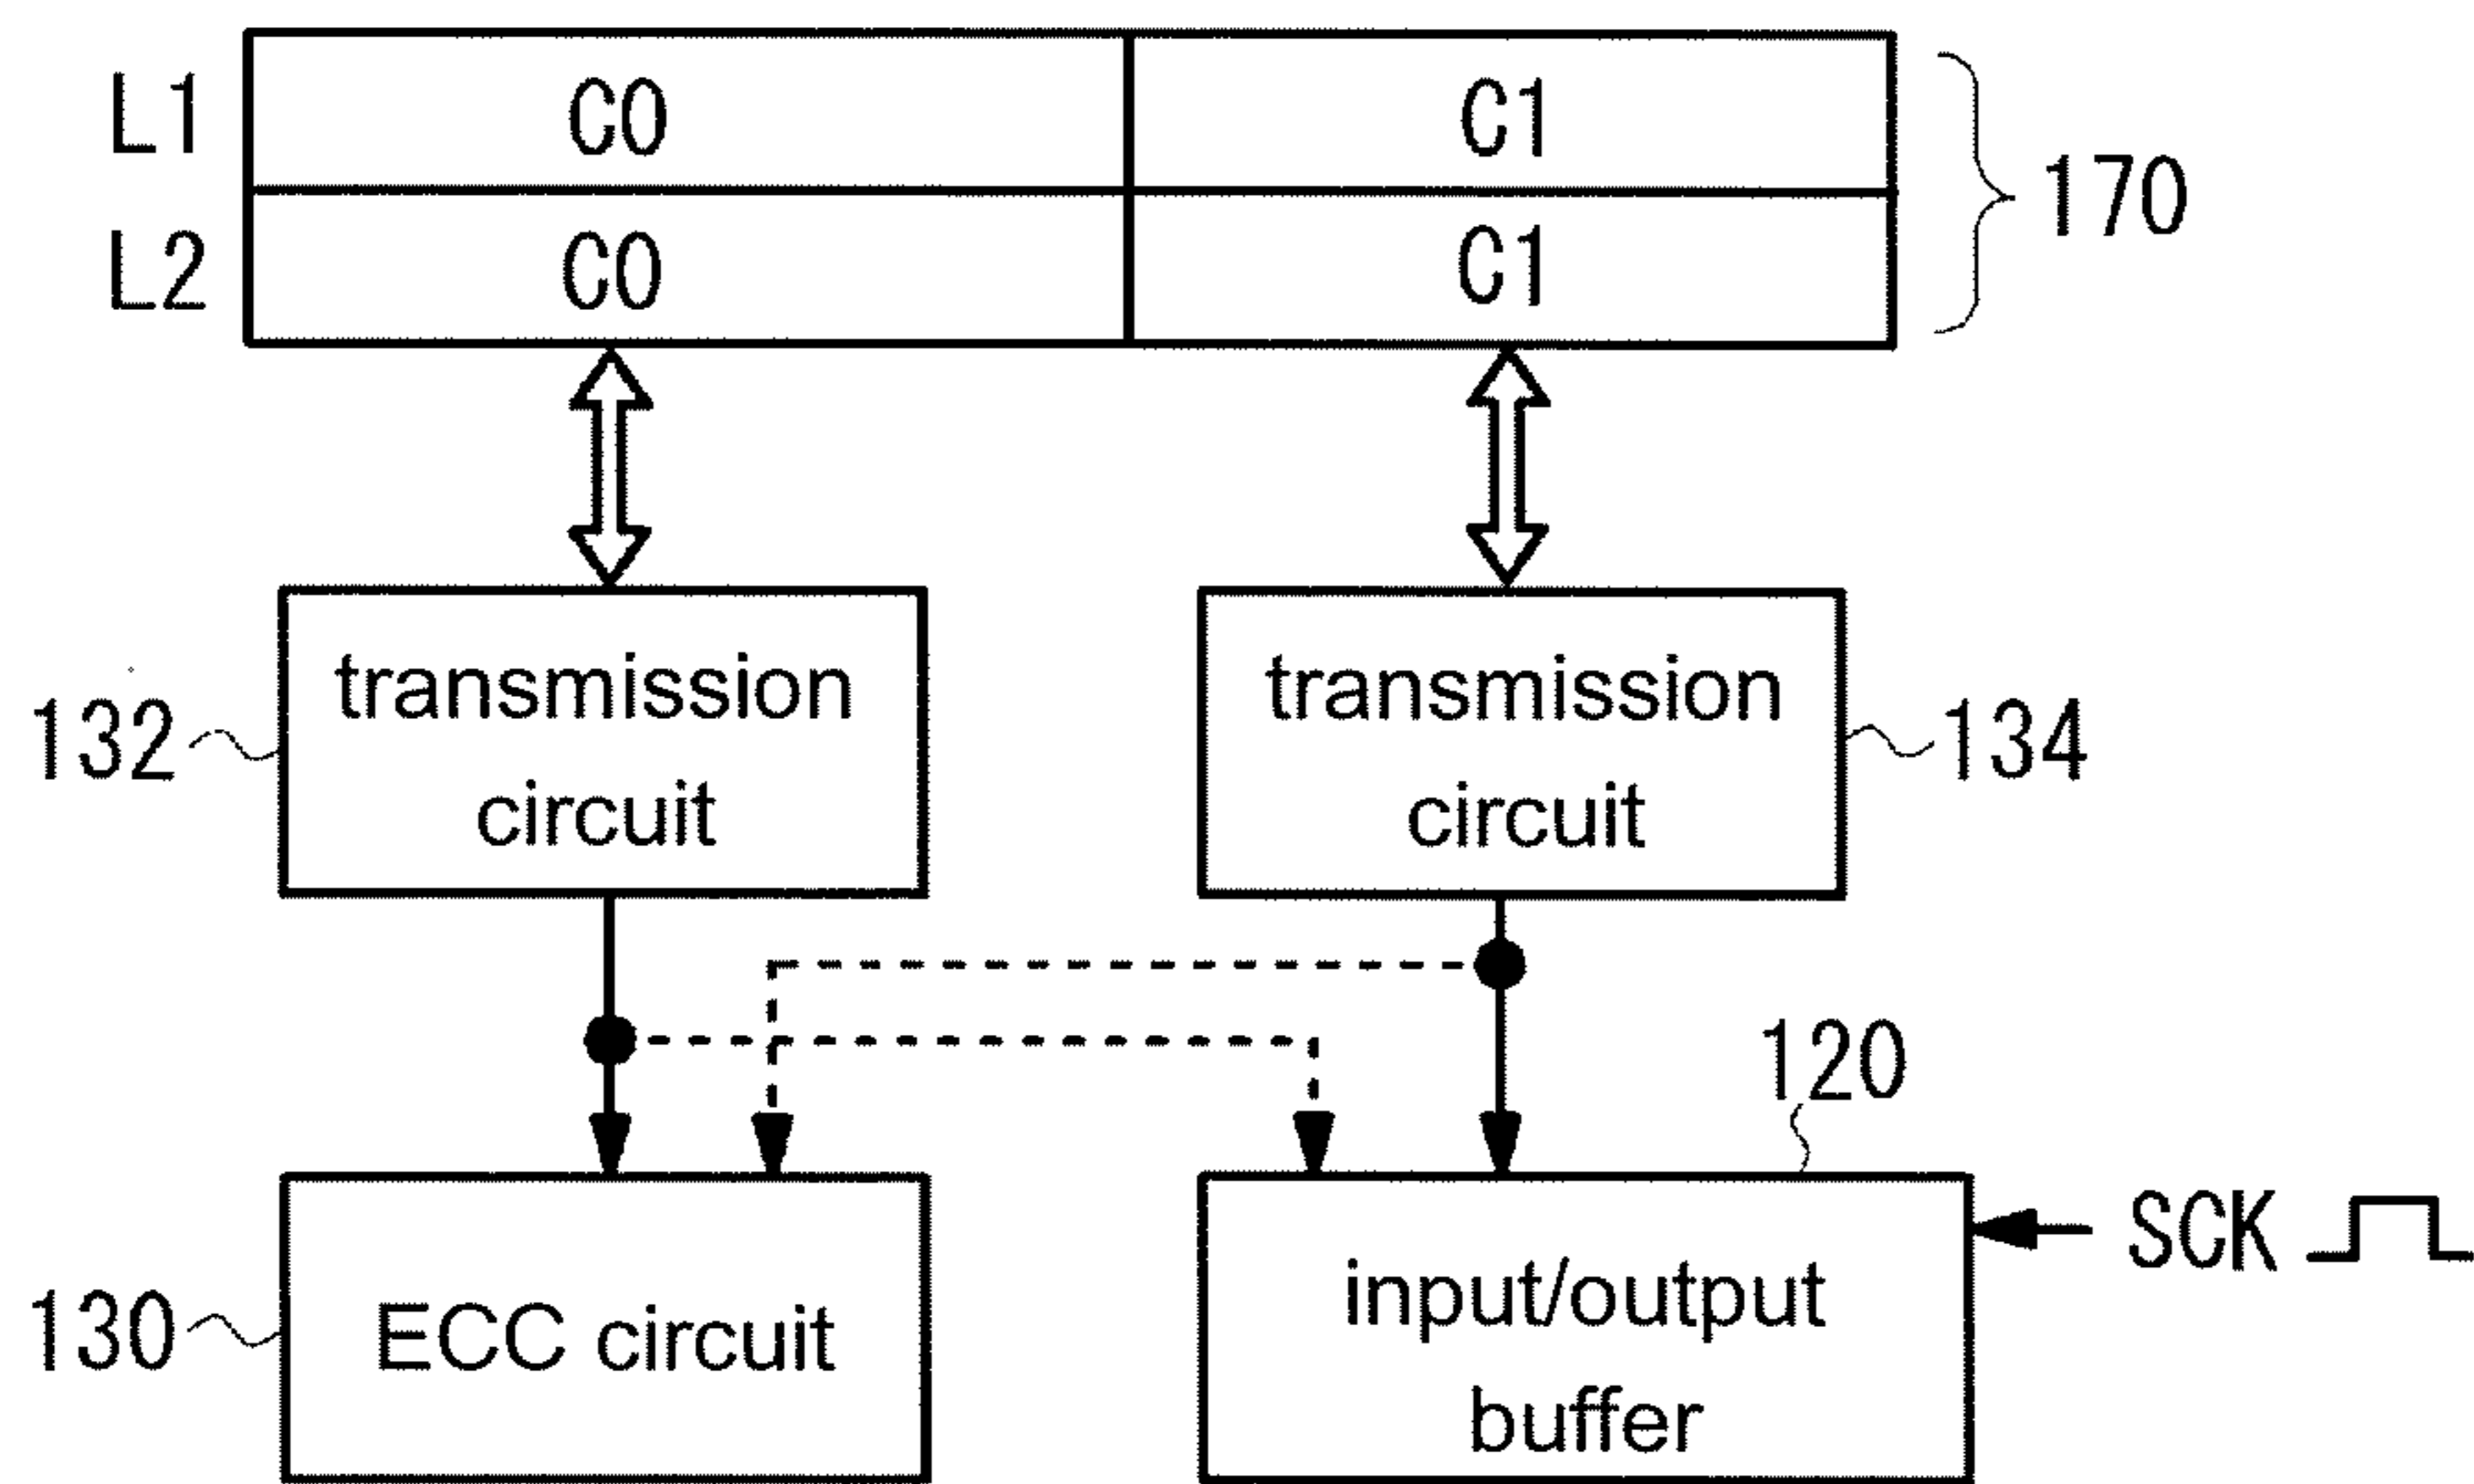 L1 C0 C1
170
L2 C0 C1
transmission circuit
132
transmission circuit
134
120
ECC circuit
130
input/output buffer
SCK